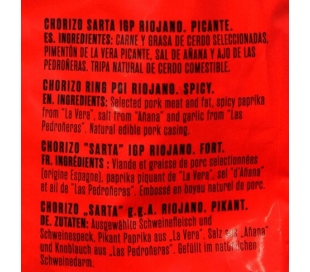 CHORIZO SARTA IGP RIOJANO. PICANTE.
ES. INGREDIENTES: CARNE Y GRASA DE CERDO SELECCIONADAS,
PIMENTÓN DE LA VERA PICANTE, SAL DE AÑANA Y AJO DE LAS
PEDROÑERAS. TRIPA NATURAL DE CERDO COMESTIBLE.
CHORIZO RING PGI RIOJANO. SPICY.
EN. INGREDIENTS: Selected pork meat and fat, spicy paprika
from "La Vera", salt from "Añana" and garlic from "Las
Pedroñeras". Natural edible pork casing.
CHORIZO "SARTA" IGP RIOJANO. FORT.
FR. INGRÉDIENTS : Viande et graisse de porc selectionnées
(origine Espagne), paprika piquant de "La Vera", sel d'"Añana"
et ail de "Las Pedroñeras". Embossé en boyau naturel de porc.
CHORIZO „SARTA" g.g.A. RIOJANO. PIKANT.
DE. ZUTATEN: Ausgewählte Schweinefleisch und
Schweinespeck. Pikant Paprika aus „La Vera", Salz aus „Añana"
und Knoblauch aus „Las Pedroñeras". Gefüllt im natürlichen
Schweinedarm.